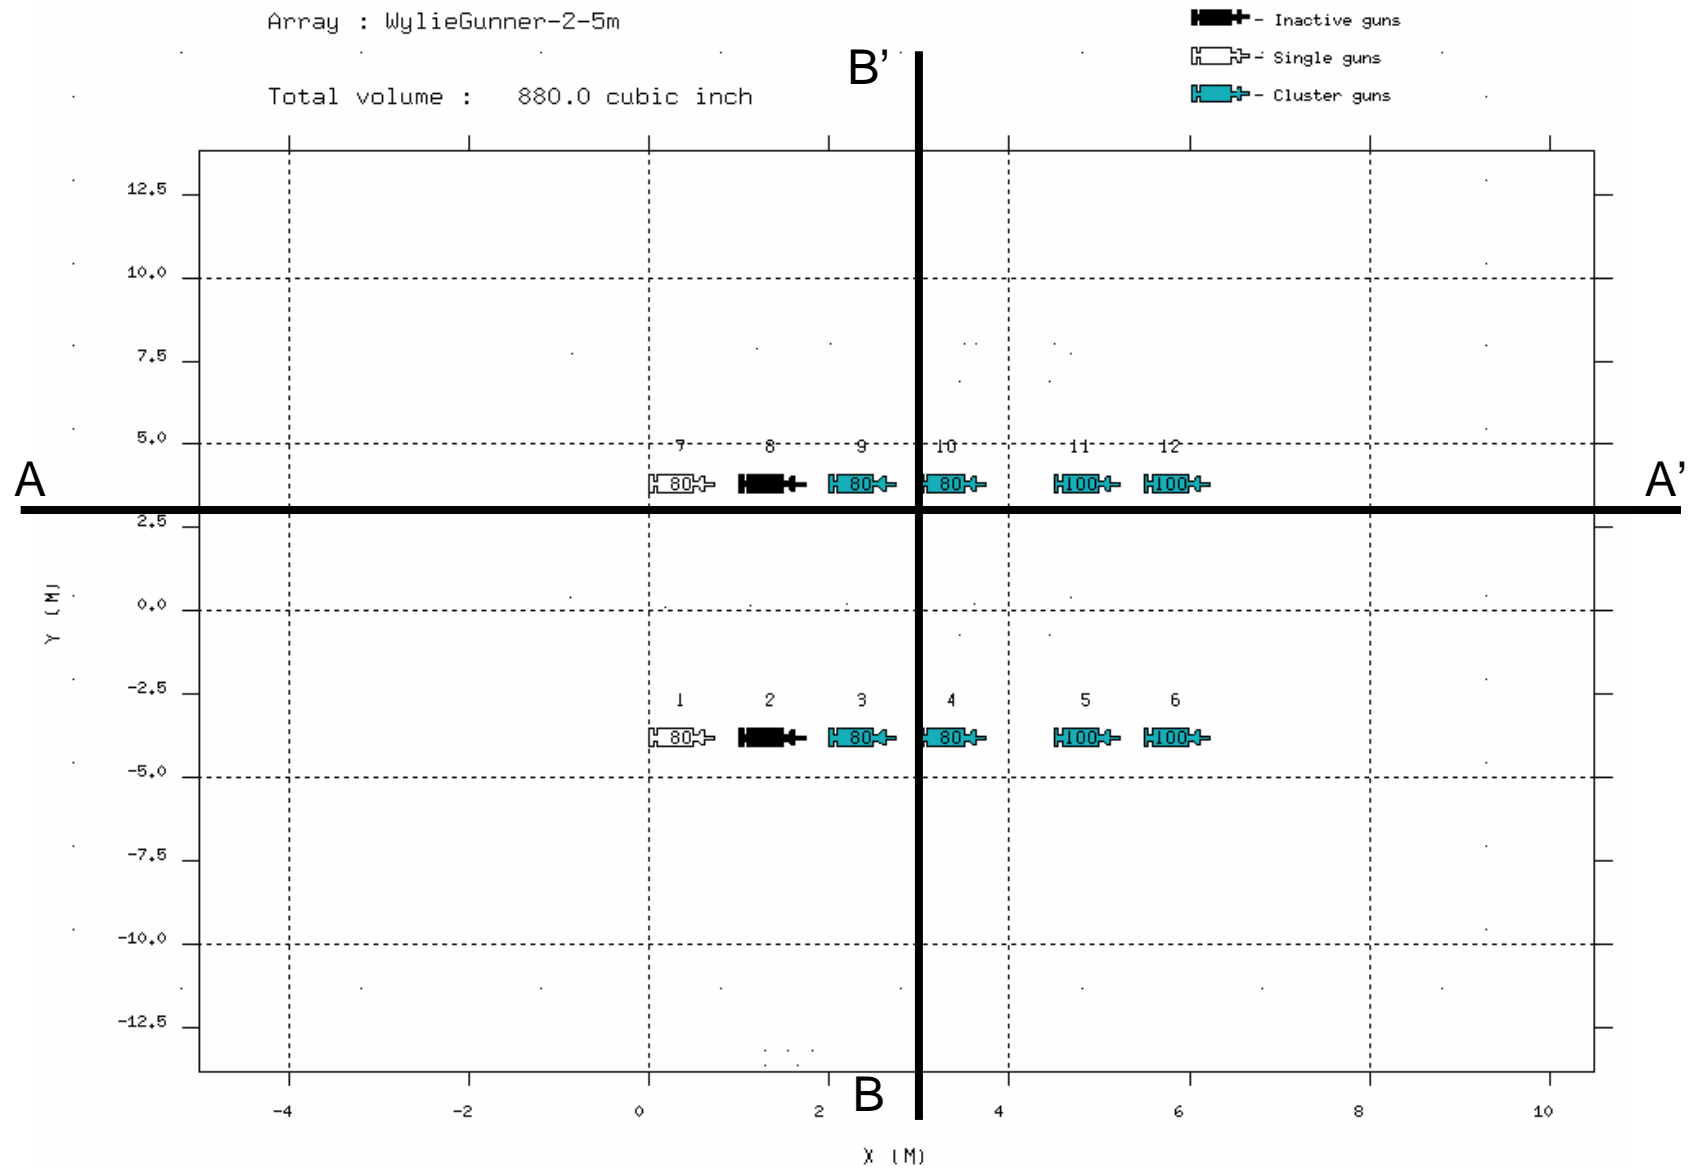 Array : WylieGunner-2-5m
Total volume : 880.0 cubic inch
- Inactive guns
- Single guns
- Cluster guns
B’
12.5
10.0
7.5
5.0
7 8 9 10 11 12
80 80 80 100 100
A
A’
2.5
0.0
Y (M)
-2.5
1 2 3 4 5 6
80 80 80 100 100
-5.0
-7.5
-10.0
-12.5
B
-4 -2 0 2 4 6 8 10
X (M)